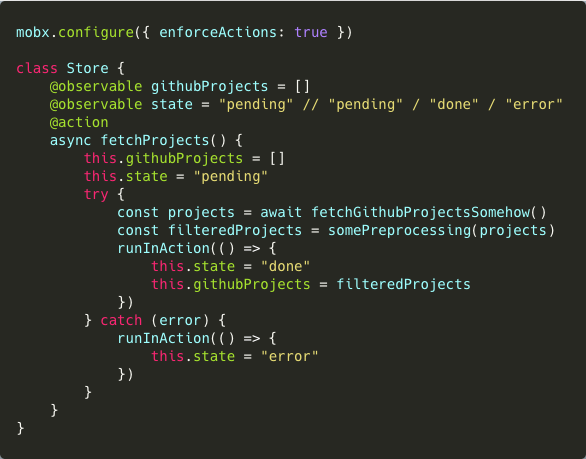 mobx.configure({ enforceActions: true })

class Store {
    @observable githubProjects = []
    @observable state = "pending" // "pending" / "done" / "error"
    @action
    async fetchProjects() {
        this.githubProjects = []
        this.state = "pending"
        try {
            const projects = await fetchGithubProjectsSomehow()
            const filteredProjects = somePreprocessing(projects)
            runInAction(() => {
                this.state = "done"
                this.githubProjects = filteredProjects
            })
        } catch (error) {
            runInAction(() => {
                this.state = "error"
            })
        }
    }
}